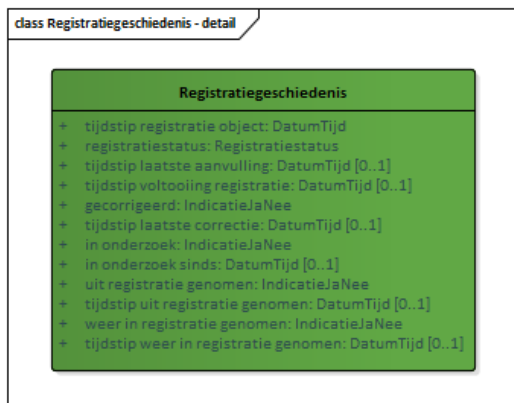 class Registratiegeschiedenis - detail
Registratiegeschiedenis
+ tijdstip registratie object: DatumTijd
+ registratiestatus: Registratiestatus
+ tijdstip laatste aanvulling: DatumTijd [0..1]
+ tijdstip voltooiing registratie: DatumTijd [0..1]
+ gecorrigeerd: IndicatieJaNee
+ tijdstip laatste correctie: DatumTijd [0..1]
+ in onderzoek: IndicatieJaNee
+ in onderzoek sinds: DatumTijd [0..1]
+ uit registratie genomen: IndicatieJaNee
+ tijdstip uit registratie genomen: DatumTijd [0..1]
+ weer in registratie genomen: IndicatieJaNee
+ tijdstip weer in registratie genomen: DatumTijd [0..1]